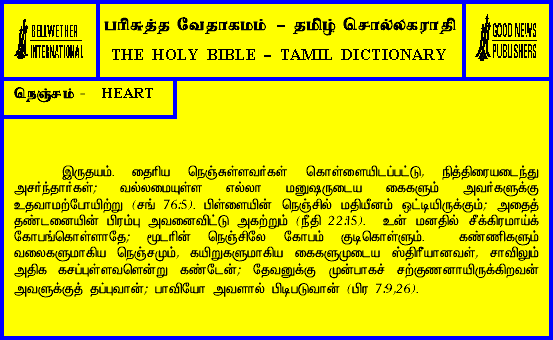 BELLWETHER
INTERNATIONAL
பரிசுத்த வேதாகமம் – தமிழ் சொல்லகராதி
THE HOLY BIBLE – TAMIL DICTIONARY
GOOD NEWS
PUBLISHERS
நெஞ்சம் - HEART
இருதயம். தைரிய நெஞ்சுள்ளவர்கள் கொள்ளையிடப்பட்டு, நித்திரையடைந்து
அசர்ந்தார்கள்; வல்லமையுள்ள எல்லா மனுஷருடைய கைகளும் அவர்களுக்கு
உதவாமற்போயிற்று (சங் 76:5). பிள்ளையின் நெஞ்சில் மதியீனம் ஒட்டியிருக்கும்; அதைத்
தண்டனையின் பிரம்பு அவனைவிட்டு அகற்றும் (நீதி 22:15). உன் மனதில் சீக்கிரமாய்க்
கோபங்கொள்ளாதே; மூடரின் நெஞ்சிலே கோபம் குடிகொள்ளும். கண்ணிகளும்
வலைகளுமாகிய நெஞ்சமும், கயிறுகளுமாகிய கைகளுமுடைய ஸ்திரீயானவள், சாவிலும்
அதிக கசப்புள்ளவளென்று கண்டேன்; தேவனுக்கு முன்பாகச் சற்குணனாயிருக்கிறவன்
அவளுக்குத் தப்புவான்; பாவியோ அவளால் பிடிபடுவான் (பிர 7:9,26).